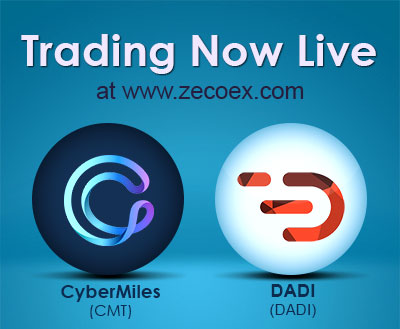 Trading Now Live
at www.zecoex.com
CyberMiles
(CMT)
DADI
(DADI)